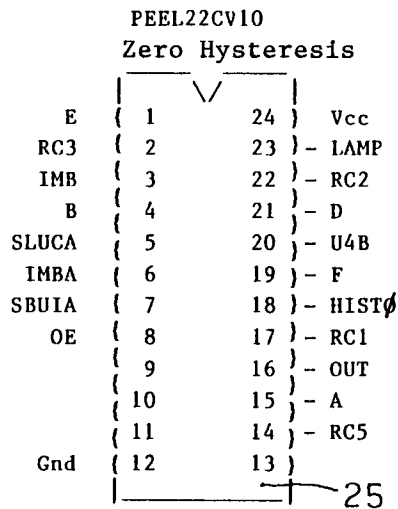 PEEL22CV10
Zero Hysteresis
E 1 24 Vcc
RC3 2 23 - LAMP
IMB 3 22 - RC2
B 4 21 - D
SLUCA 5 20 - U4B
IMBA 6 19 - F
SBUIA 7 18 - HISTØ
OE 8 17 - RC1
9 16 - OUT
10 15 - A
11 14 - RC5
Gnd 12 13
25